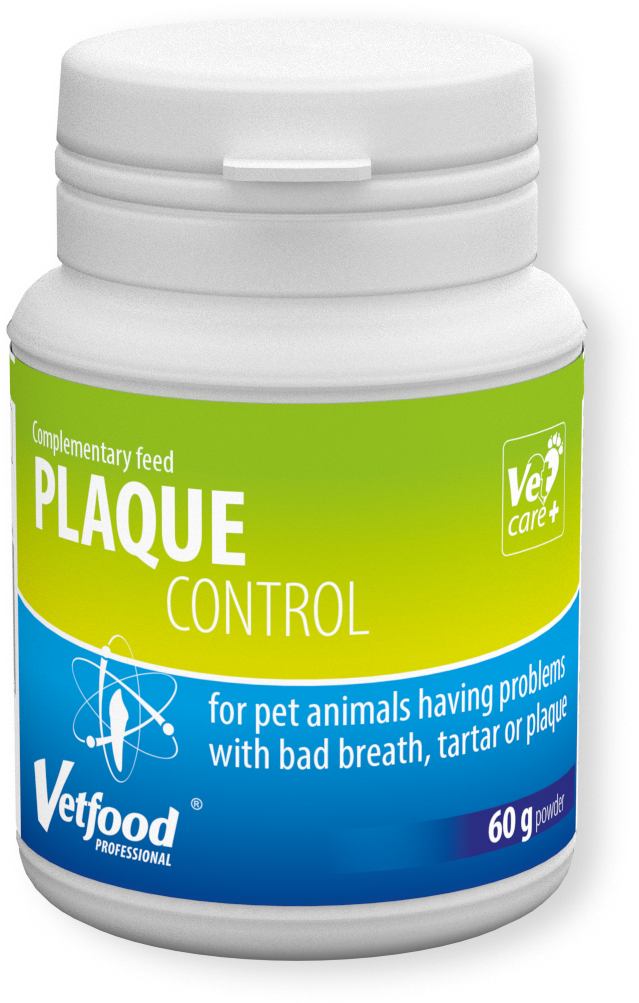 Complementary feed
PLAQUE
CONTROL
Vet
care+
for pet animals having problems
with bad breath, tartar or plaque
60 g powder
Vetfood®
PROFESSIONAL